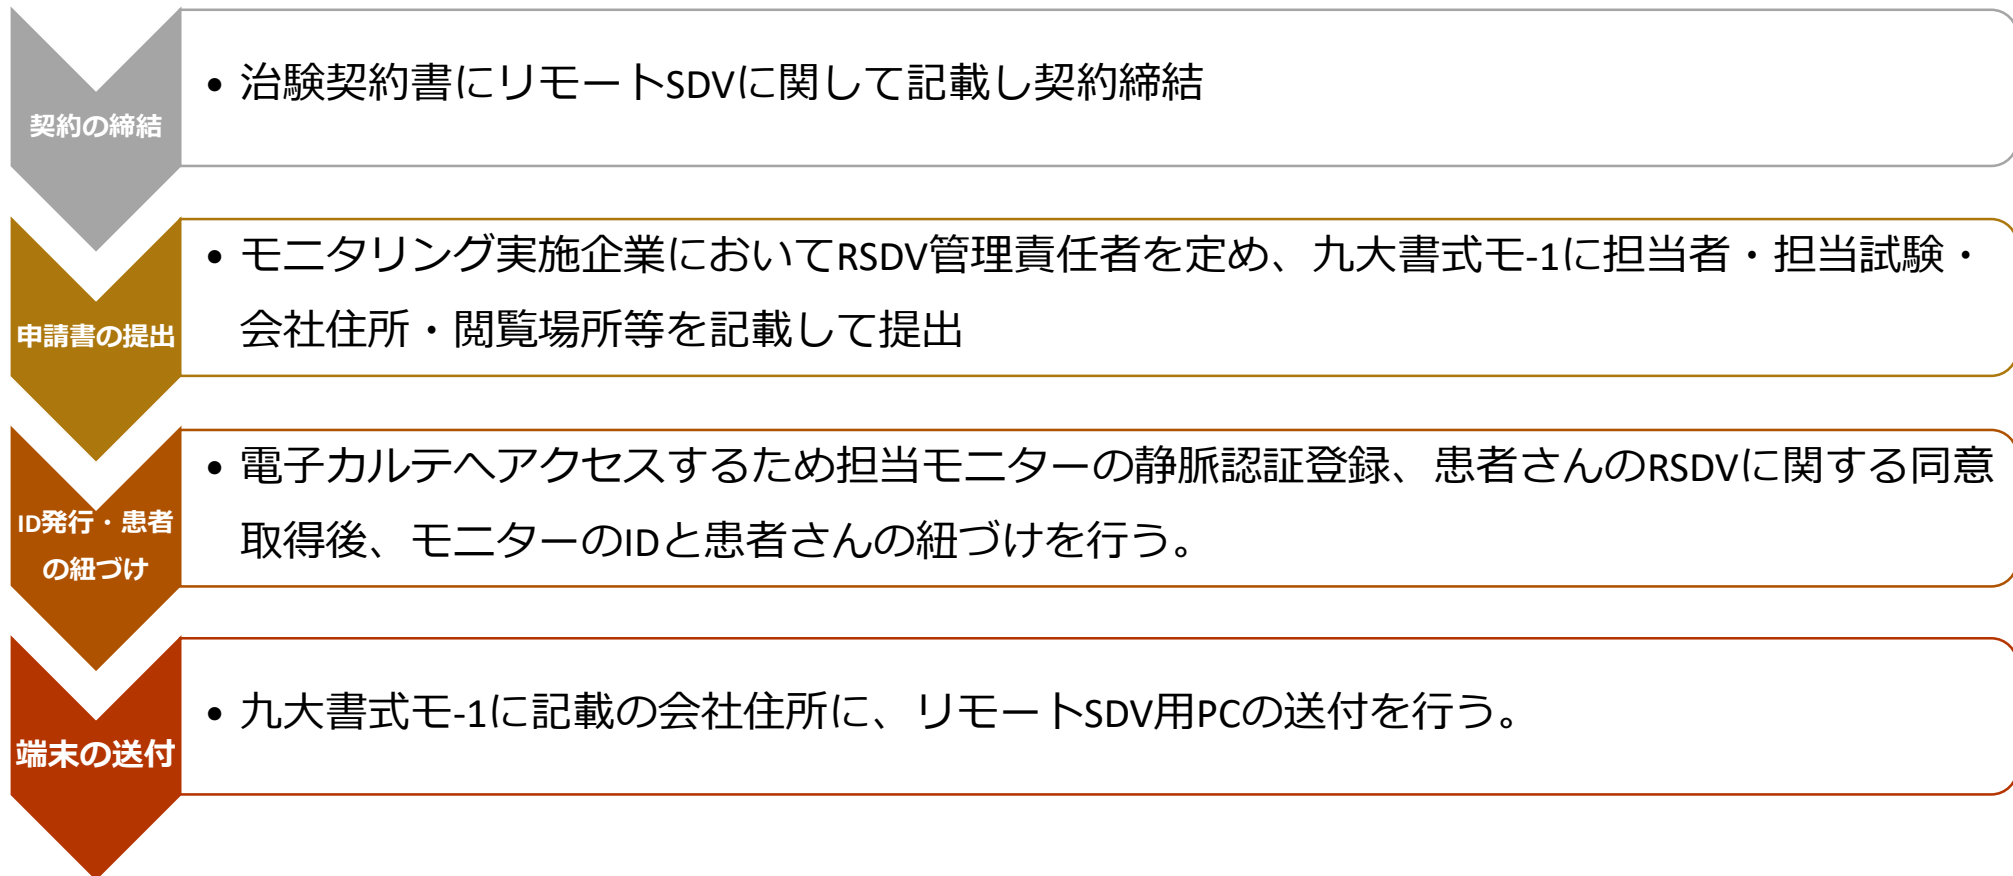 契約の締結
• 治験契約書にリモートSDVに関して記載し契約締結
申請書の提出
• モニタリング実施企業においてRSDV管理責任者を定め、九大書式モ-1に担当者・担当試験・
会社住所・閲覧場所等を記載して提出
ID発行・患者
の紐づけ
• 電子カルテへアクセスするため担当モニターの静脈認証登録、患者さんのRSDVに関する同意
取得後、モニターのIDと患者さんの紐づけを行う。
端末の送付
• 九大書式モ-1に記載の会社住所に、リモートSDV用PCの送付を行う。